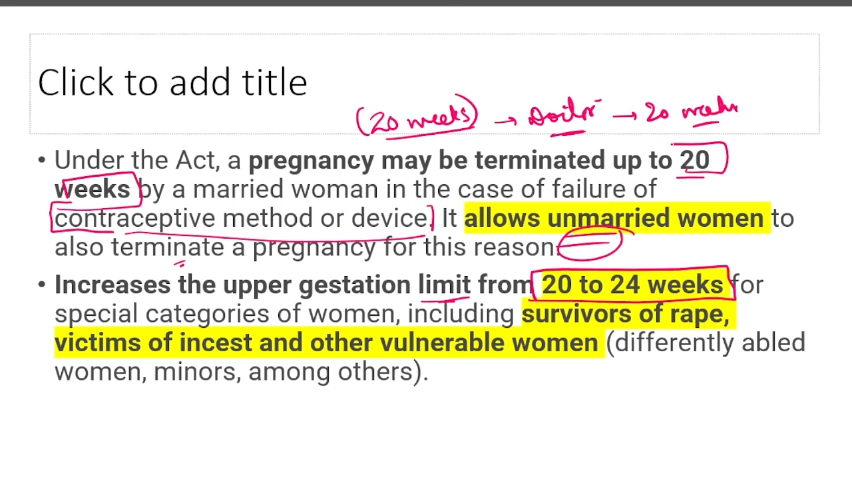 Click to add title
(20 weeks) → Doctor → 20 weeks
• Under the Act, a pregnancy may be terminated up to 20
weeks by a married woman in the case of failure of
contraceptive method or device. It allows unmarried women to
also terminate a pregnancy for this reason.
• Increases the upper gestation limit from 20 to 24 weeks for
special categories of women, including survivors of rape,
victims of incest and other vulnerable women (differently abled
women, minors, among others).